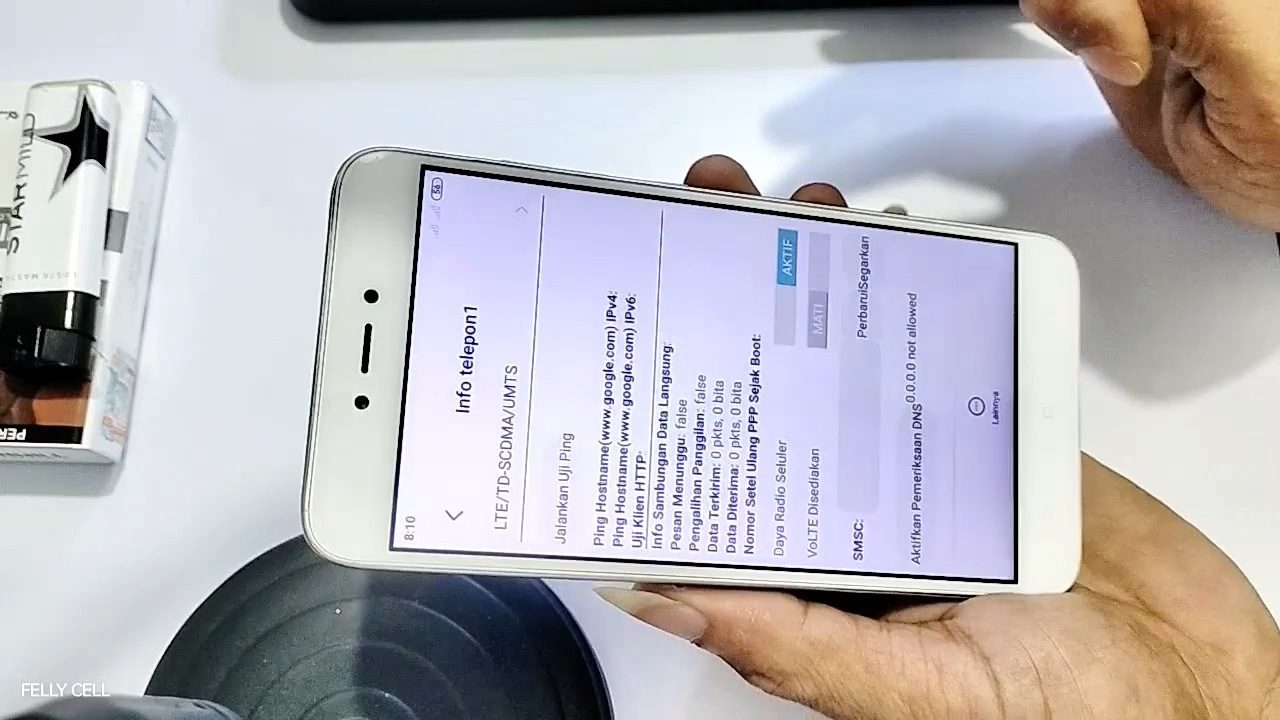 8:10
56
Info telepon1
LTE/TD-SCDMA/UMTS
Jalankan Uji Ping
Ping Hostname(www.google.com) IPv4:
Ping Hostname(www.google.com) IPv6:
Uji Klien HTTP:
Info Sambungan Data Langsung:
Pesan Menunggu: false
Pengalihan Panggilan: false
Data Terkirim: 0 pkts, 0 bita
Data Diterima: 0 pkts, 0 bita
Nomor Setel Ulang PPP Sejak Boot:
Daya Radio Seluler AKTIF
VoLTE Disediakan MATI
SMSC: PerbaruiSegarkan
Aktifkan Pemeriksaan DNS 0.0.0.0 not allowed
Lainnya
STAR MILD
PER
FELLY CELL